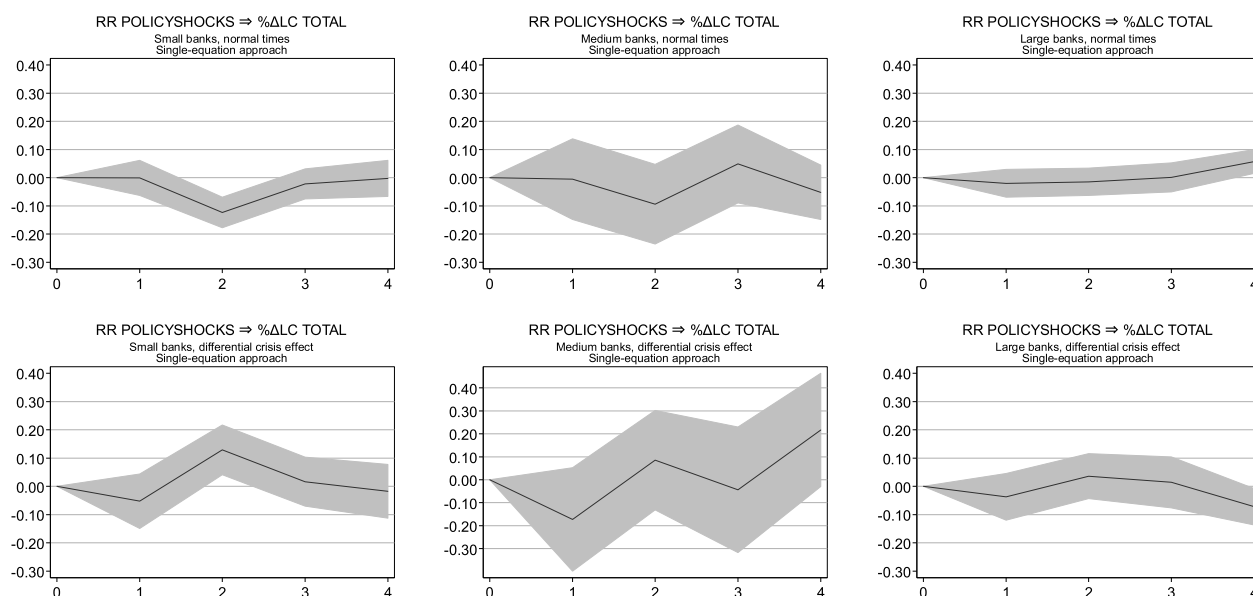 RR POLICYSHOCKS ⇒ %ΔLC TOTAL
Small banks, normal times
Single-equation approach
0.40
0.30
0.20
0.10
0.00
-0.10
-0.20
-0.30
0 1 2 3 4
RR POLICYSHOCKS ⇒ %ΔLC TOTAL
Medium banks, normal times
Single-equation approach
0.40
0.30
0.20
0.10
0.00
-0.10
-0.20
-0.30
0 1 2 3 4
RR POLICYSHOCKS ⇒ %ΔLC TOTAL
Large banks, normal times
Single-equation approach
0.40
0.30
0.20
0.10
0.00
-0.10
-0.20
-0.30
0 1 2 3 4
RR POLICYSHOCKS ⇒ %ΔLC TOTAL
Small banks, differential crisis effect
Single-equation approach
0.40
0.30
0.20
0.10
0.00
-0.10
-0.20
-0.30
0 1 2 3 4
RR POLICYSHOCKS ⇒ %ΔLC TOTAL
Medium banks, differential crisis effect
Single-equation approach
0.40
0.30
0.20
0.10
0.00
-0.10
-0.20
-0.30
0 1 2 3 4
RR POLICYSHOCKS ⇒ %ΔLC TOTAL
Large banks, differential crisis effect
Single-equation approach
0.40
0.30
0.20
0.10
0.00
-0.10
-0.20
-0.30
0 1 2 3 4